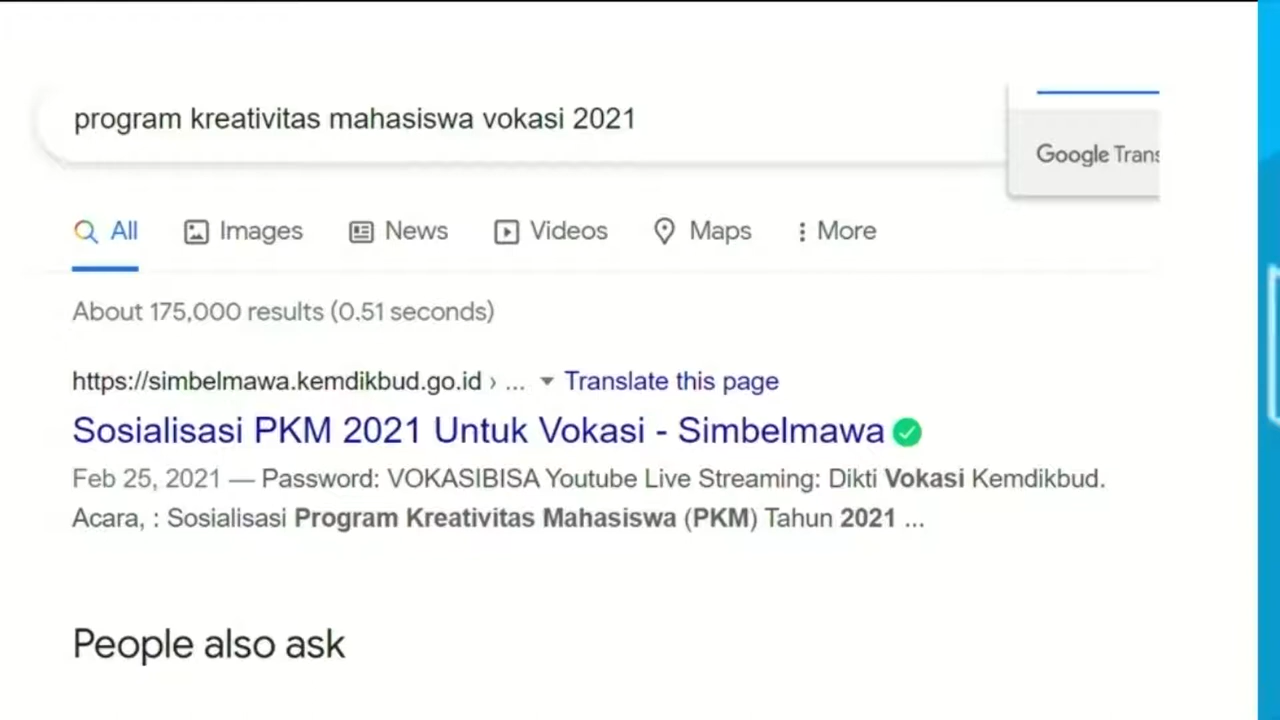 program kreativitas mahasiswa vokasi 2021
Google Trans
All Images News Videos Maps More
About 175,000 results (0.51 seconds)
https://simbelmawa.kemdikbud.go.id › ... Translate this page
Sosialisasi PKM 2021 Untuk Vokasi - Simbelmawa
Feb 25, 2021 — Password: VOKASIBISA Youtube Live Streaming: Dikti Vokasi Kemdikbud.
Acara, : Sosialisasi Program Kreativitas Mahasiswa (PKM) Tahun 2021 ...
People also ask